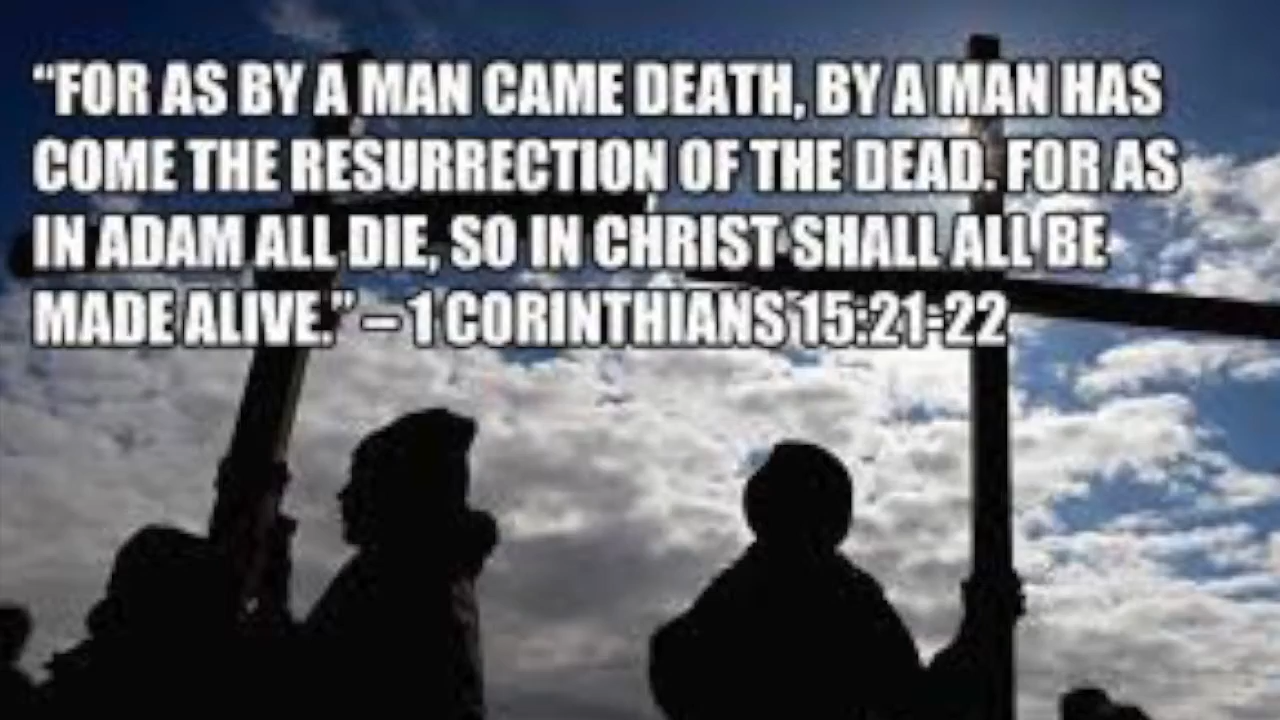 “FOR AS BY A MAN CAME DEATH, BY A MAN HAS
COME THE RESURRECTION OF THE DEAD. FOR AS
IN ADAM ALL DIE, SO IN CHRIST SHALL ALL BE
MADE ALIVE.” – 1 CORINTHIANS 15:21-22